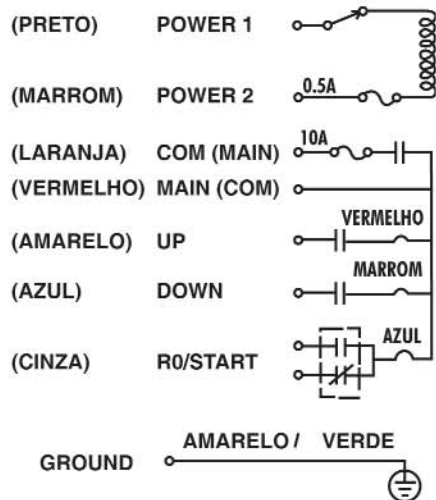 (PRETO) POWER 1
(MARROM) POWER 2 0.5A
(LARANJA) COM (MAIN) 10A
(VERMELHO) MAIN (COM)
VERMELHO
(AMARELO) UP
MARROM
(AZUL) DOWN
AZUL
(CINZA) R0/START
AMARELO / VERDE
GROUND